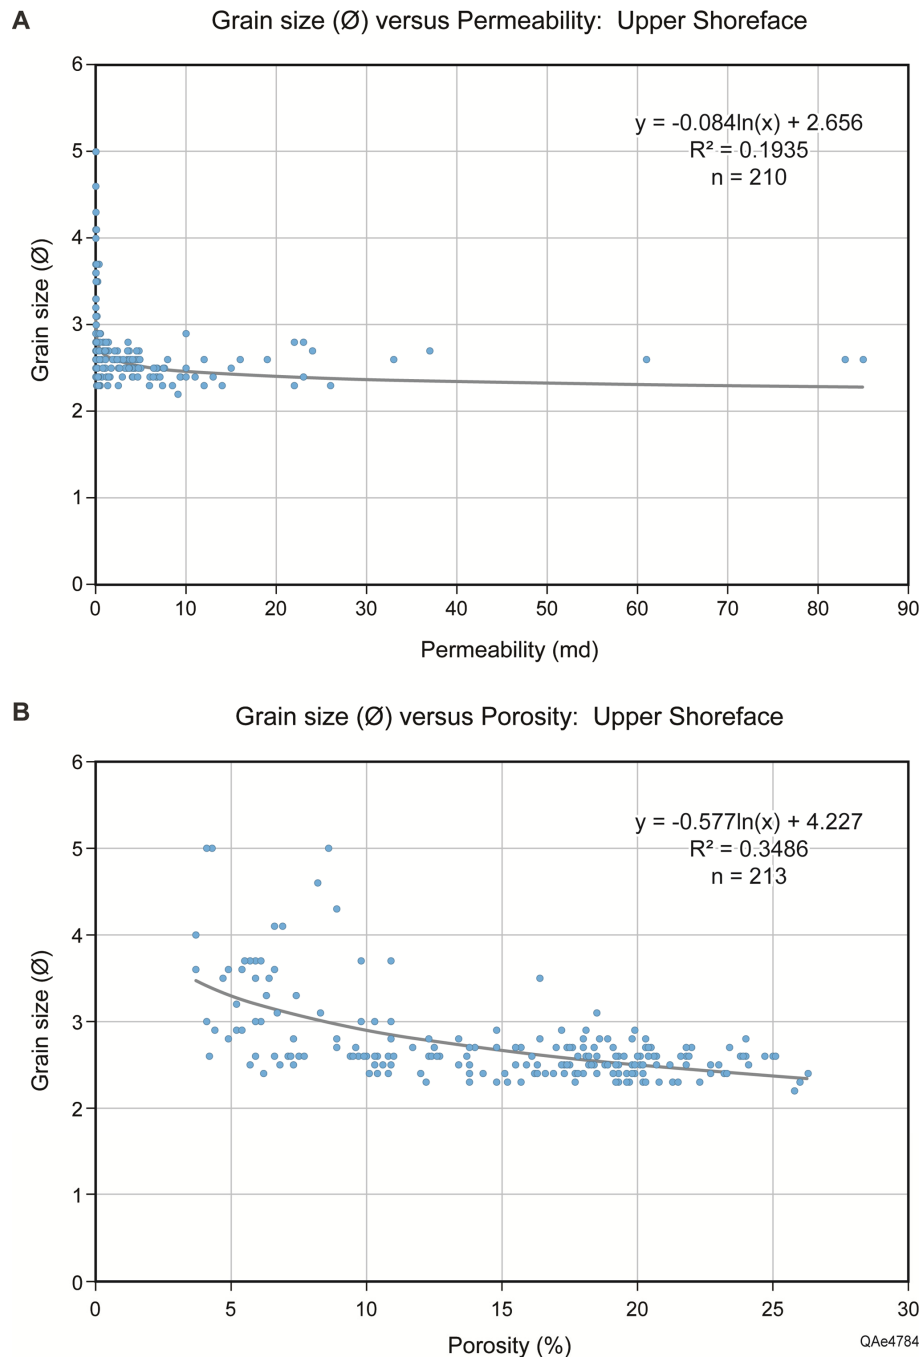 A
Grain size (Ø) versus Permeability: Upper Shoreface
y = -0.084ln(x) + 2.656
R² = 0.1935
n = 210
6
5
4
3
2
1
0
Grain size (Ø)
0 10 20 30 40 50 60 70 80 90
Permeability (md)
B
Grain size (Ø) versus Porosity: Upper Shoreface
y = -0.577ln(x) + 4.227
R² = 0.3486
n = 213
6
5
4
3
2
1
0
Grain size (Ø)
0 5 10 15 20 25 30
Porosity (%)
QAe4784